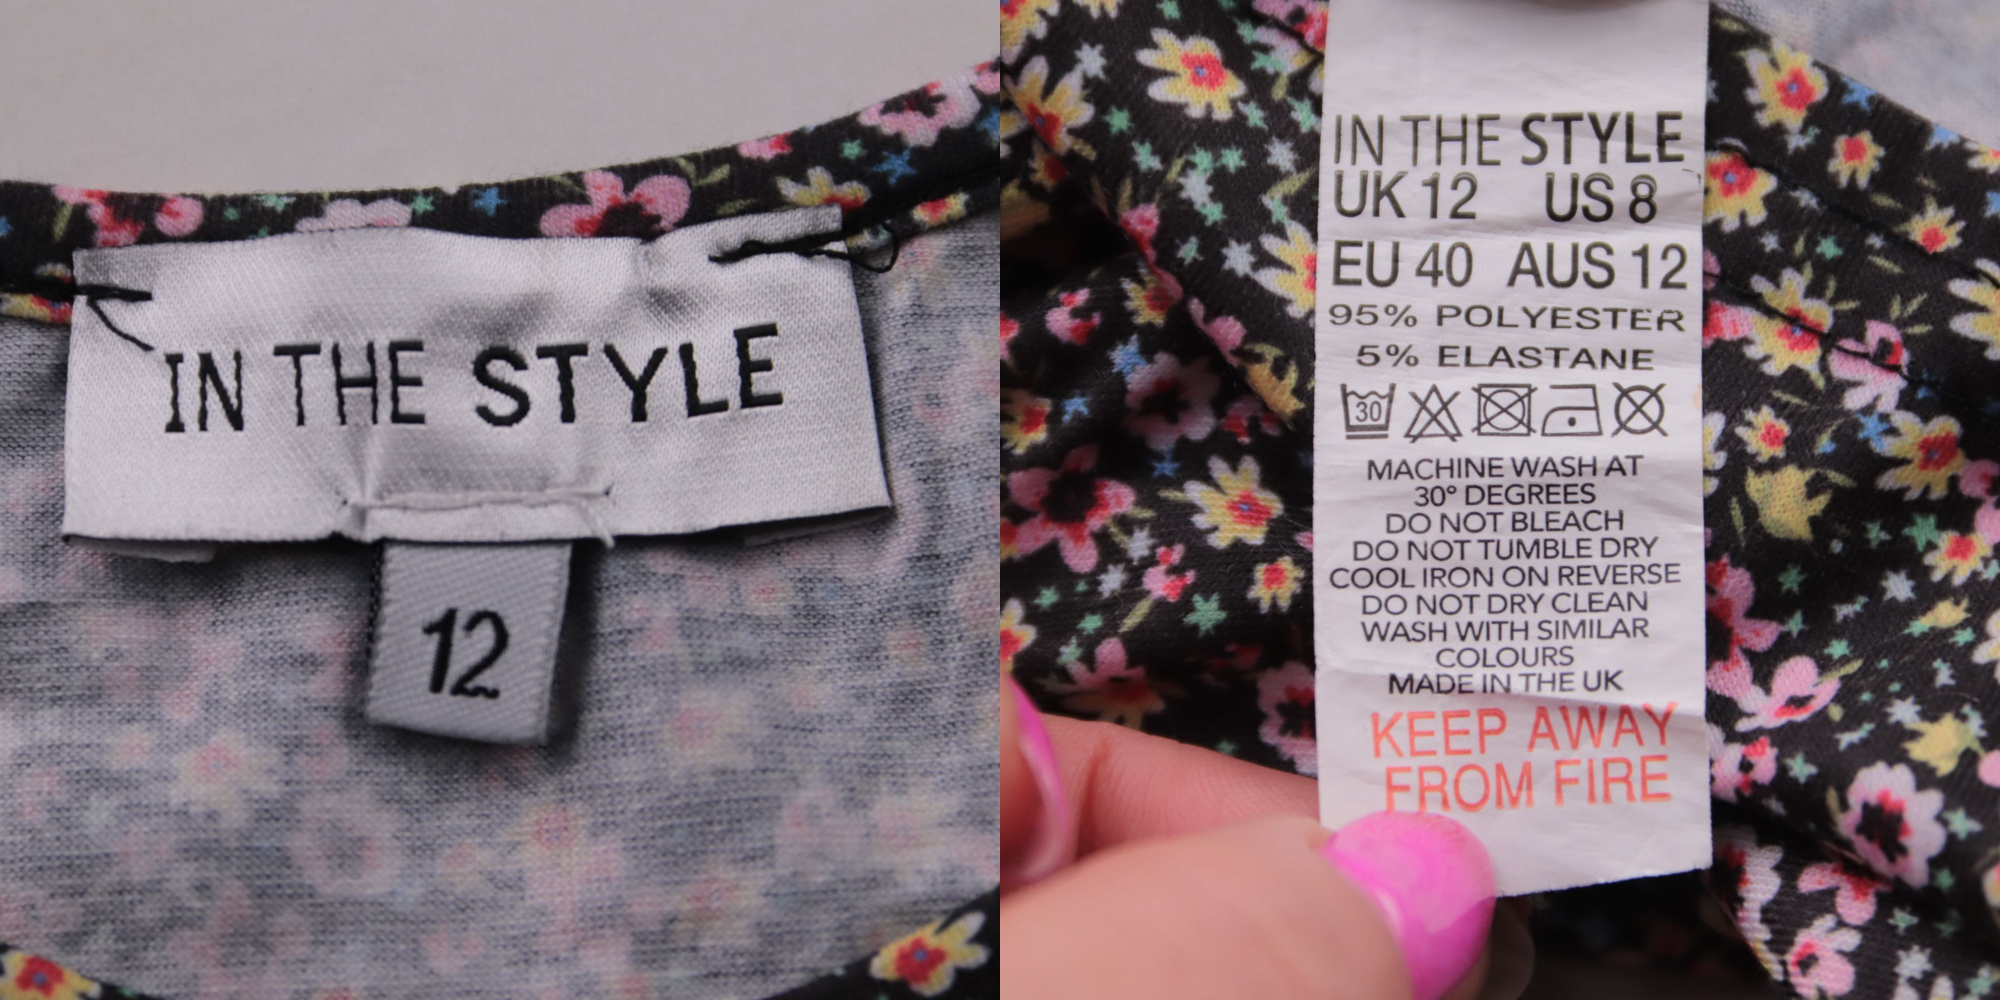 IN THE STYLE
12
IN THE STYLE
UK 12 US 8
EU 40 AUS 12
95% POLYESTER
5% ELASTANE
30
MACHINE WASH AT
30° DEGREES
DO NOT BLEACH
DO NOT TUMBLE DRY
COOL IRON ON REVERSE
DO NOT DRY CLEAN
WASH WITH SIMILAR
COLOURS
MADE IN THE UK
KEEP AWAY
FROM FIRE